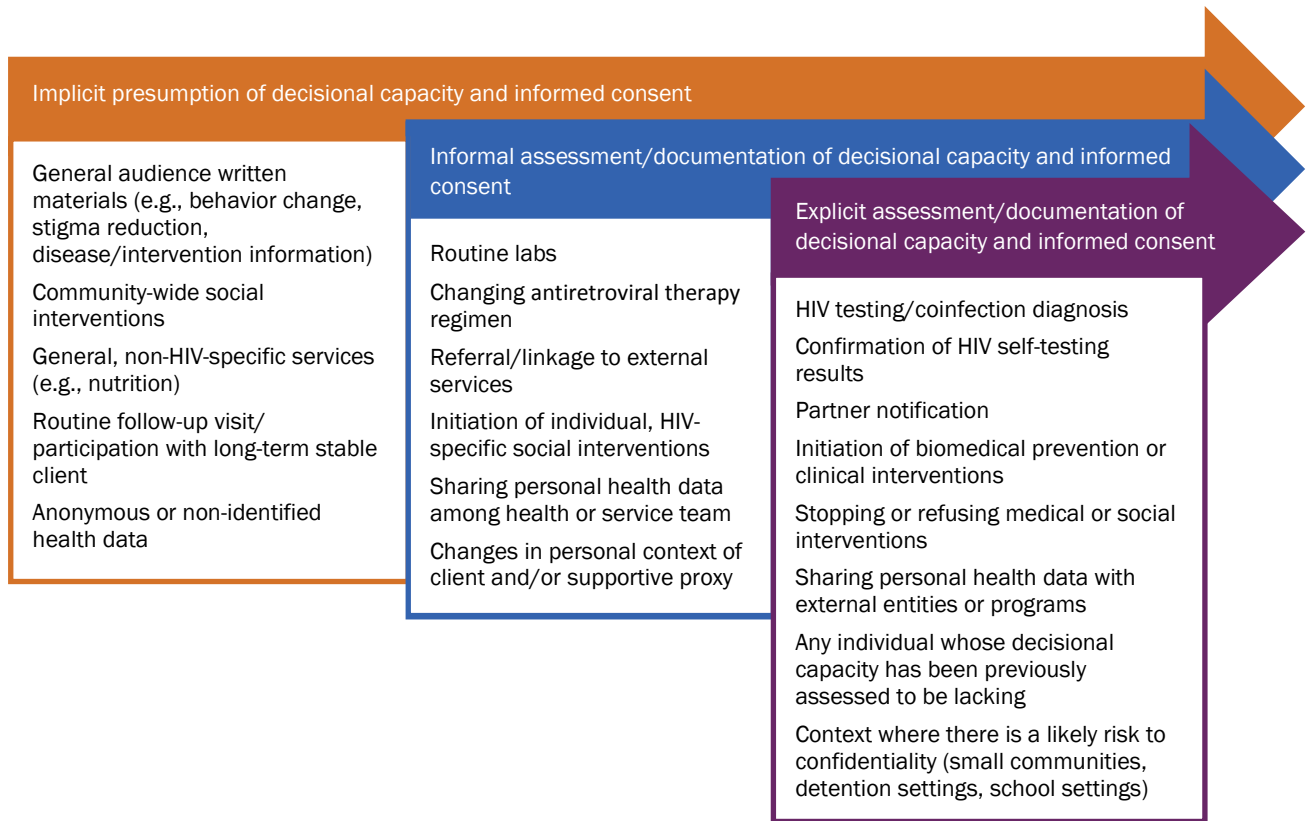 Implicit presumption of decisional capacity and informed consent
General audience written
materials (e.g., behavior change,
stigma reduction,
disease/intervention information)
Community-wide social
interventions
General, non-HIV-specific services
(e.g., nutrition)
Routine follow-up visit/
participation with long-term stable
client
Anonymous or non-identified
health data
Informal assessment/documentation of decisional capacity and informed
consent
Routine labs
Changing antiretroviral therapy
regimen
Referral/linkage to external
services
Initiation of individual, HIV-
specific social interventions
Sharing personal health data
among health or service team
Changes in personal context of
client and/or supportive proxy
Explicit assessment/documentation of
decisional capacity and informed consent
HIV testing/coinfection diagnosis
Confirmation of HIV self-testing
results
Partner notification
Initiation of biomedical prevention or
clinical interventions
Stopping or refusing medical or social
interventions
Sharing personal health data with
external entities or programs
Any individual whose decisional
capacity has been previously
assessed to be lacking
Context where there is a likely risk to
confidentiality (small communities,
detention settings, school settings)